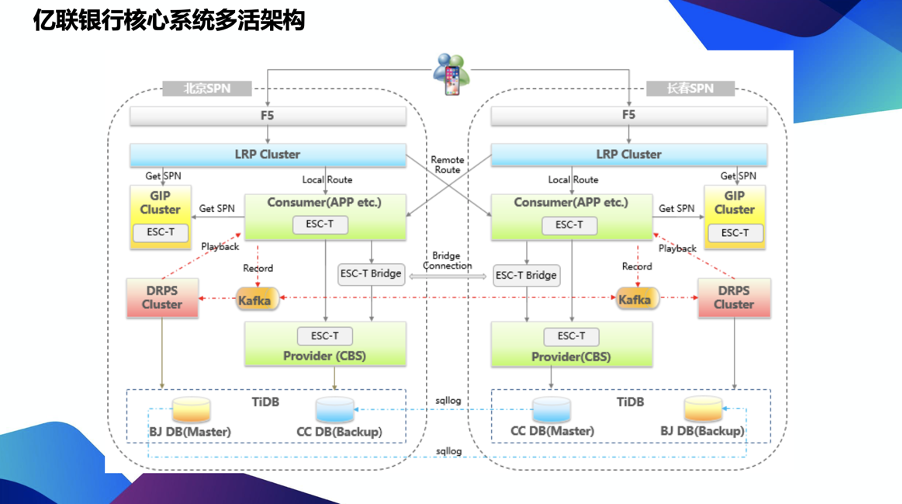 亿联银行核心系统多活架构
北京SPN
长春SPN
F5
F5
LRP Cluster
Remote
Route
LRP Cluster
Get SPN
Local Route
Local Route
Get SPN
GIP
Cluster
ESC-T
Get SPN
Consumer(APP etc.)
ESC-T
Consumer(APP etc.)
ESC-T
Get SPN
GIP
Cluster
ESC-T
Playback
Record
ESC-T Bridge
Bridge
Connection
ESC-T Bridge
Record
Playback
DRPS
Cluster
Kafka
Kafka
DRPS
Cluster
ESC-T
Provider (CBS)
ESC-T
Provider(CBS)
TiDB
sqllog
TiDB
BJ DB(Master)
CC DB(Backup)
CC DB(Master)
BJ DB(Backup)
sqllog